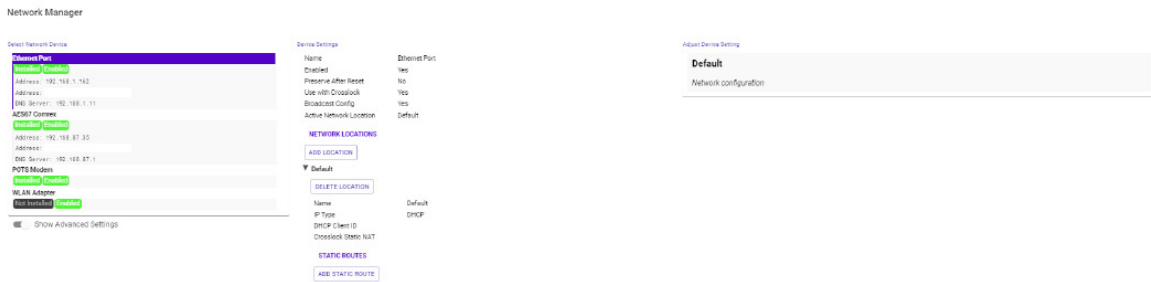 Network Manager
Select Network Device
Ethernet Port
Installed Enabled
Address: 192.168.1.162
Address:
DNS Server: 192.168.1.11
AES67 Comrex
Installed Enabled
Address: 192.168.87.35
Address:
DNS Server: 192.168.87.1
POTS Modem
Installed Enabled
WLAN Adapter
Not Installed Enabled
Show Advanced Settings
Device Settings
Name Ethernet Port
Enabled Yes
Preserve After Reset No
Use with Crosslock Yes
Broadcast Config Yes
Active Network Location Default
NETWORK LOCATIONS
ADD LOCATION
Default
DELETE LOCATION
Name Default
IP Type DHCP
DHCP Client ID
Crosslock Static NAT
STATIC ROUTES
ADD STATIC ROUTE
Adjust Device Setting
Default
Network configuration